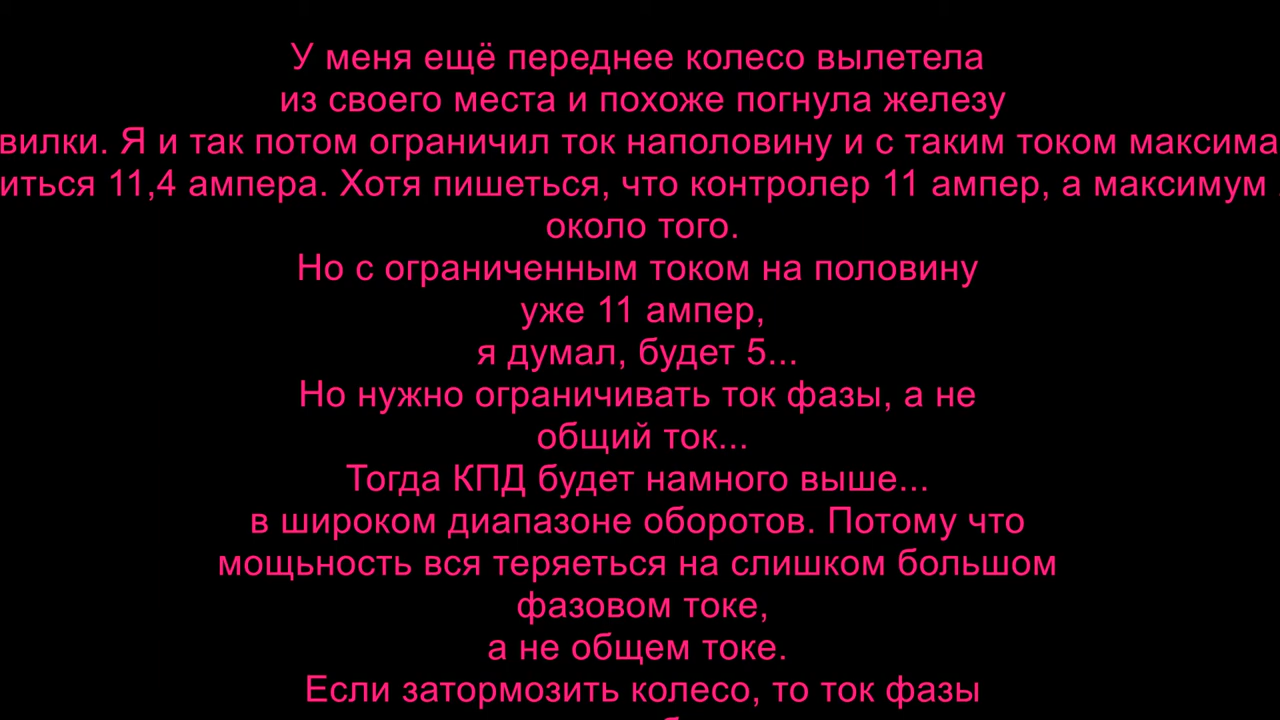 У меня ещё переднее колесо вылетела
из своего места и похоже погнула железу
вилки. Я и так потом ограничил ток наполовину и с таким током максима
иться 11,4 ампера. Хотя пишеться, что контролер 11 ампер, а максимум
около того.
Но с ограниченным током на половину
уже 11 ампер,
я думал, будет 5...
Но нужно ограничивать ток фазы, а не
общий ток...
Тогда КПД будет намного выше...
в широком диапазоне оборотов. Потому что
мощьность вся теряеться на слишком большом
фазовом токе,
а не общем токе.
Если затормозить колесо, то ток фазы